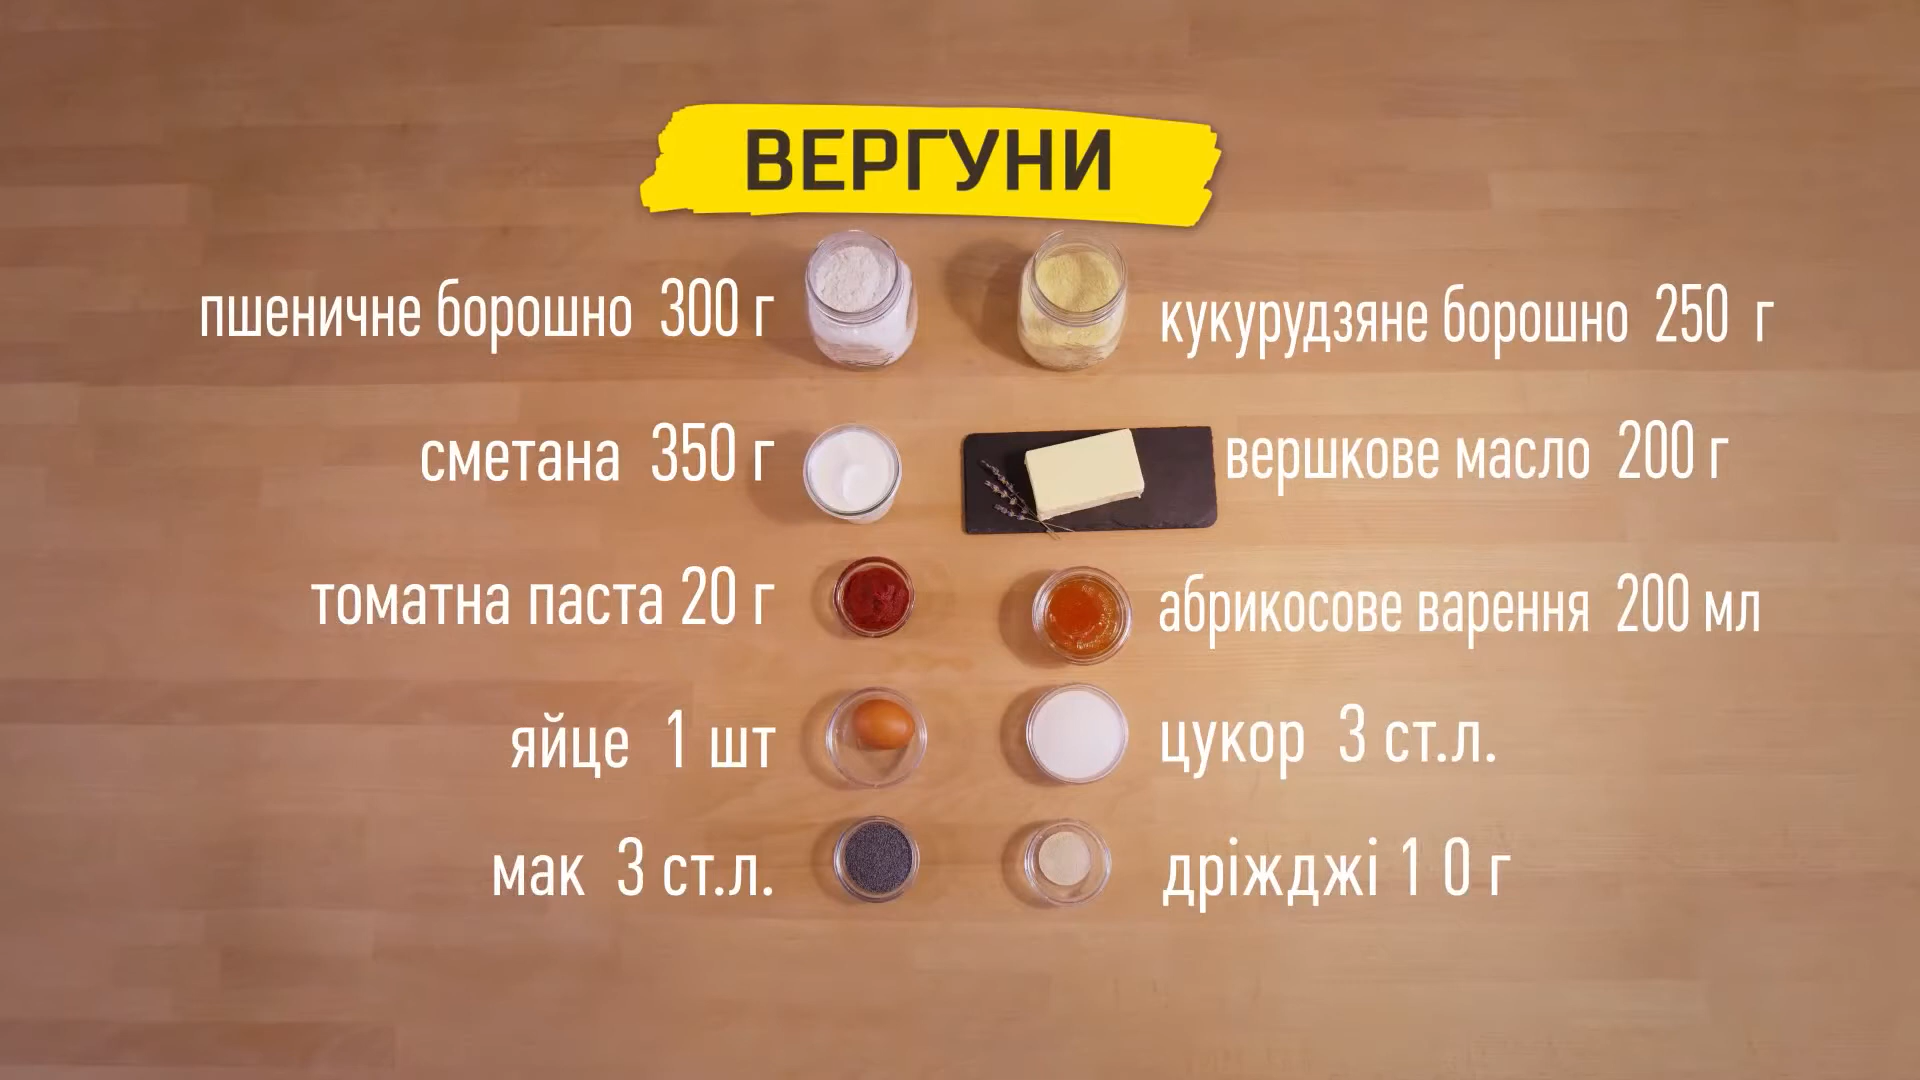 ВЕРГУНИ
пшеничне борошно 300 г
кукурудзяне борошно 250 г
сметана 350 г
вершкове масло 200 г
томатна паста 20 г
абрикосове варення 200 мл
яйце 1 шт
цукор 3 ст.л.
мак 3 ст.л.
дріжджі 1 0 г